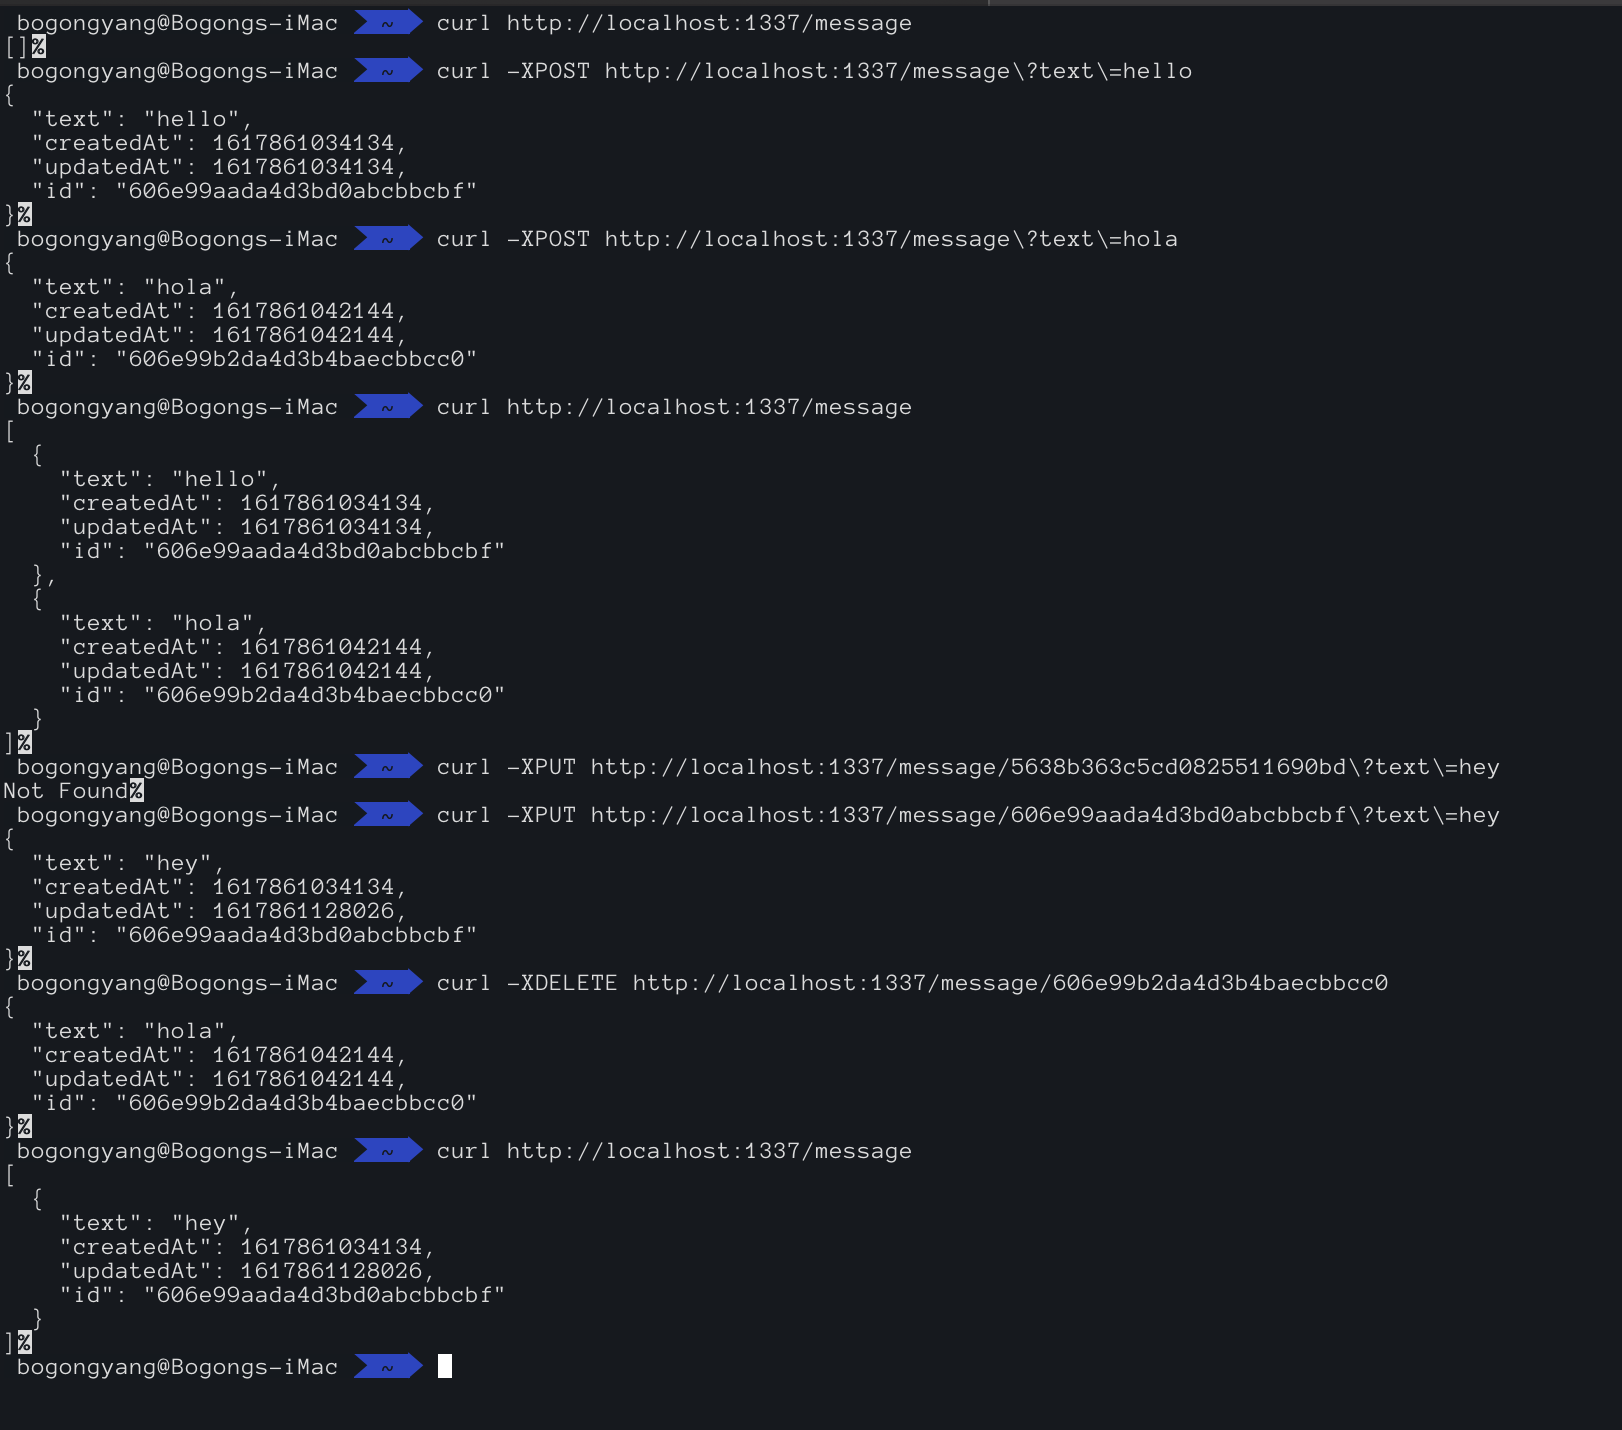 bogongyang@Bogongs-iMac ~ curl http://localhost:1337/message
[]%
bogongyang@Bogongs-iMac ~ curl -XPOST http://localhost:1337/message\?text\=hello
{
  "text": "hello",
  "createdAt": 1617861034134,
  "updatedAt": 1617861034134,
  "id": "606e99aada4d3bd0abcbbcbf"
}%
bogongyang@Bogongs-iMac ~ curl -XPOST http://localhost:1337/message\?text\=hola
{
  "text": "hola",
  "createdAt": 1617861042144,
  "updatedAt": 1617861042144,
  "id": "606e99b2da4d3b4baecbbcc0"
}%
bogongyang@Bogongs-iMac ~ curl http://localhost:1337/message
[
  {
    "text": "hello",
    "createdAt": 1617861034134,
    "updatedAt": 1617861034134,
    "id": "606e99aada4d3bd0abcbbcbf"
  },
  {
    "text": "hola",
    "createdAt": 1617861042144,
    "updatedAt": 1617861042144,
    "id": "606e99b2da4d3b4baecbbcc0"
  }
]%
bogongyang@Bogongs-iMac ~ curl -XPUT http://localhost:1337/message/5638b363c5cd0825511690bd\?text\=hey
Not Found%
bogongyang@Bogongs-iMac ~ curl -XPUT http://localhost:1337/message/606e99aada4d3bd0abcbbcbf\?text\=hey
{
  "text": "hey",
  "createdAt": 1617861034134,
  "updatedAt": 1617861128026,
  "id": "606e99aada4d3bd0abcbbcbf"
}%
bogongyang@Bogongs-iMac ~ curl -XDELETE http://localhost:1337/message/606e99b2da4d3b4baecbbcc0
{
  "text": "hola",
  "createdAt": 1617861042144,
  "updatedAt": 1617861042144,
  "id": "606e99b2da4d3b4baecbbcc0"
}%
bogongyang@Bogongs-iMac ~ curl http://localhost:1337/message
[
  {
    "text": "hey",
    "createdAt": 1617861034134,
    "updatedAt": 1617861128026,
    "id": "606e99aada4d3bd0abcbbcbf"
  }
]%
bogongyang@Bogongs-iMac ~